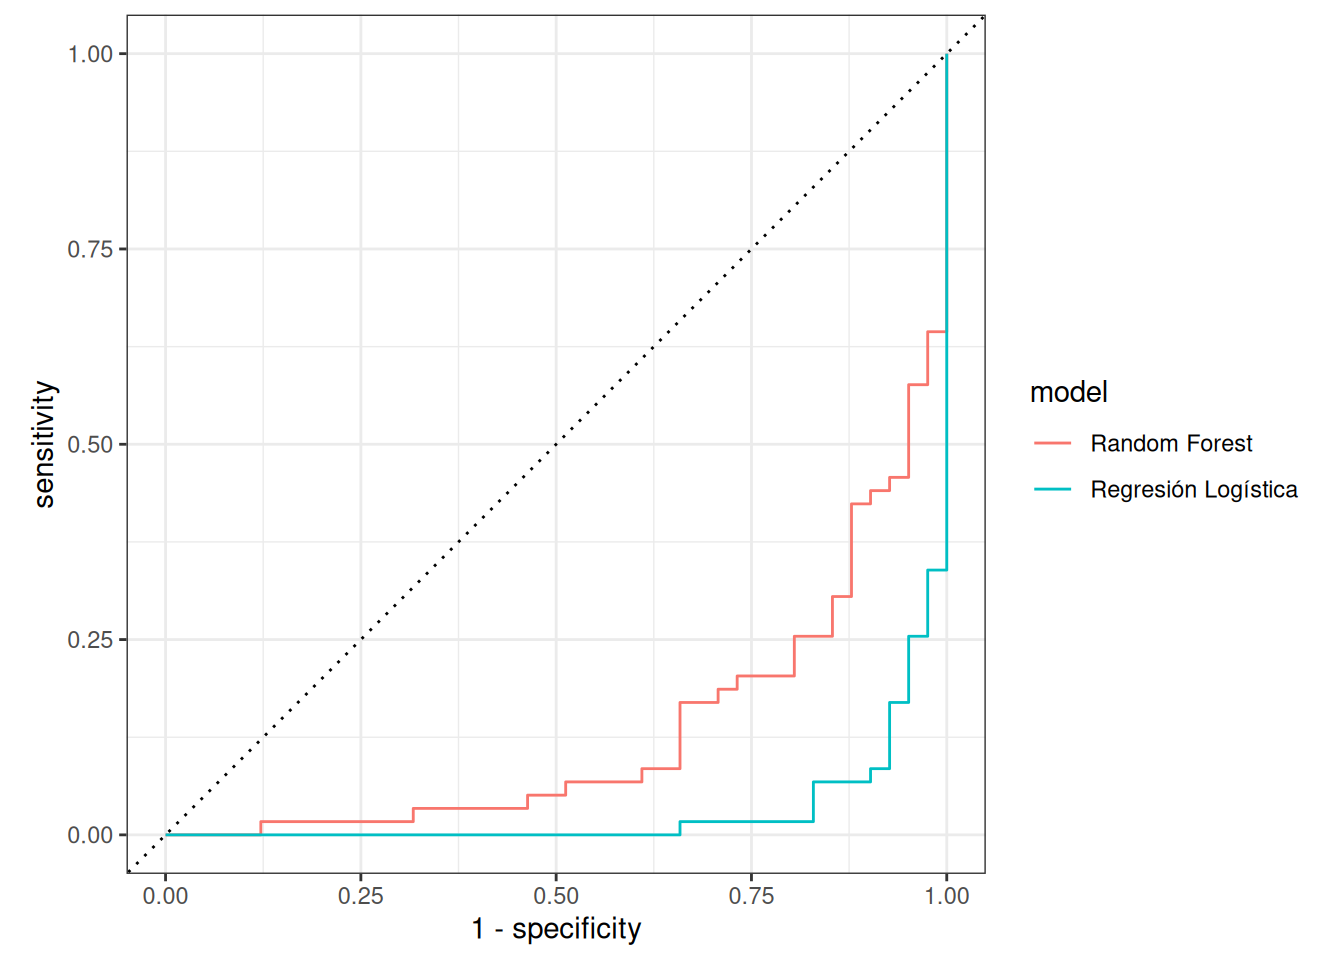 1.00
0.75
0.50
0.25
0.00
sensitivity
0.00 0.25 0.50 0.75 1.00
1 - specificity
model
Random Forest
Regresión Logística